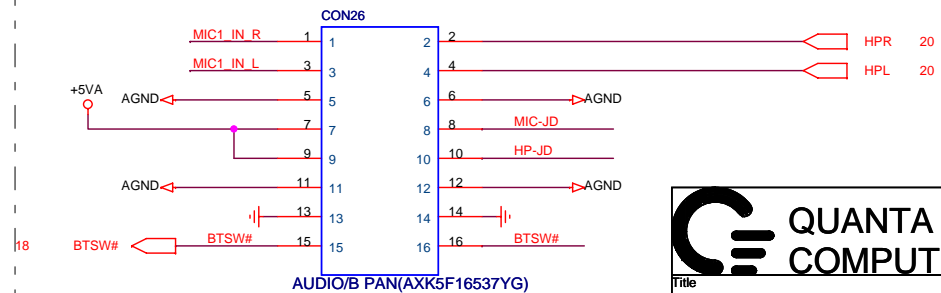 CON26
MIC1_IN_R 1 1 2 2 HPR 20
MIC1_IN_L 3 3 4 4 HPL 20
+5VA
AGND 5 5 6 6 AGND
7 7 8 8 MIC-JD
9 9 10 10 HP-JD
AGND 11 11 12 12 AGND
13 13 14 14
18 BTSW# BTSW# 15 15 16 16 BTSW#
AUDIO/B PAN(AXK5F16537YG)
QUANTA
COMPUT
Title